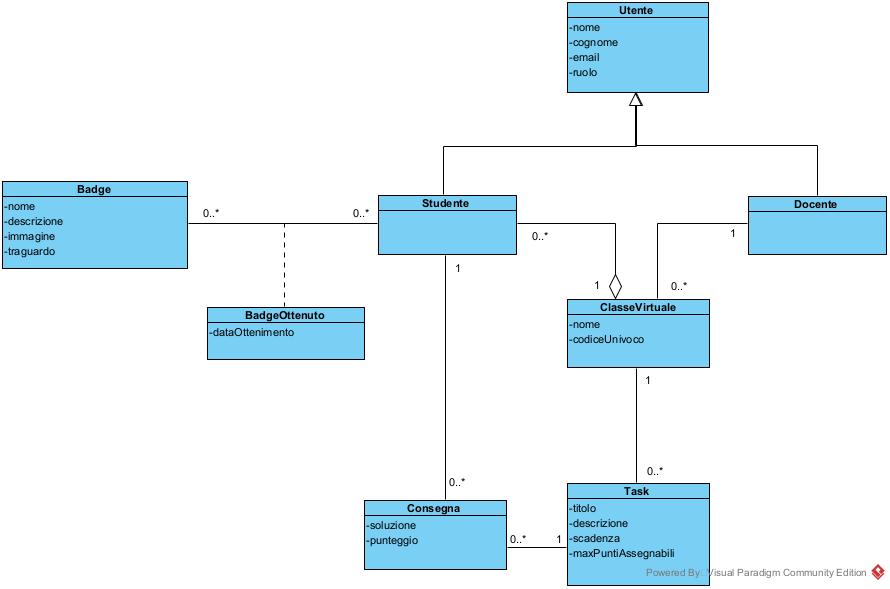 Utente
-nome
-cognome
-email
-ruolo
Badge
-nome
-descrizione
-immagine
-traguardo
0..*
0..*
Studente
0..*
1
Docente
1
0..*
1
ClasseVirtuale
-nome
-codiceUnivoco
BadgeOttenuto
-dataOttenimento
1
0..*
0..*
Consegna
-soluzione
-punteggio
0..*
1
Task
-titolo
-descrizione
-scadenza
-maxPuntiAssegnabili
Powered By Visual Paradigm Community Edition